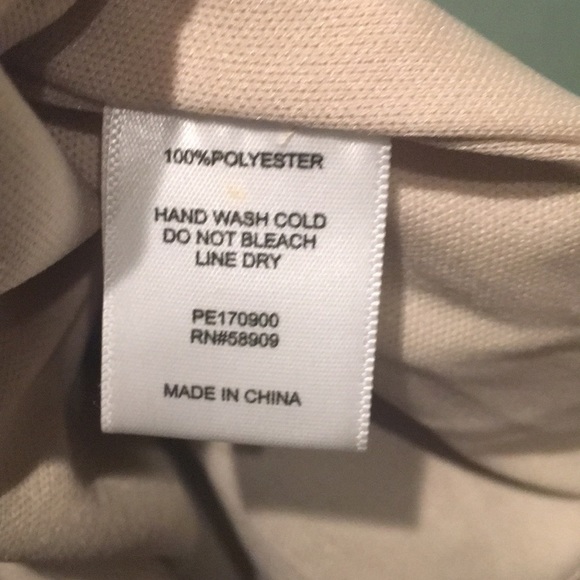 100%POLYESTER
HAND WASH COLD
DO NOT BLEACH
LINE DRY
PE170900
RN#58909
MADE IN CHINA